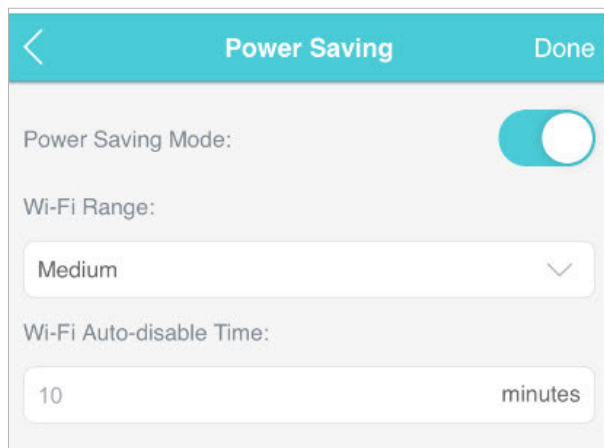 Power Saving Done
Power Saving Mode:
Wi-Fi Range:
Medium
Wi-Fi Auto-disable Time:
10 minutes